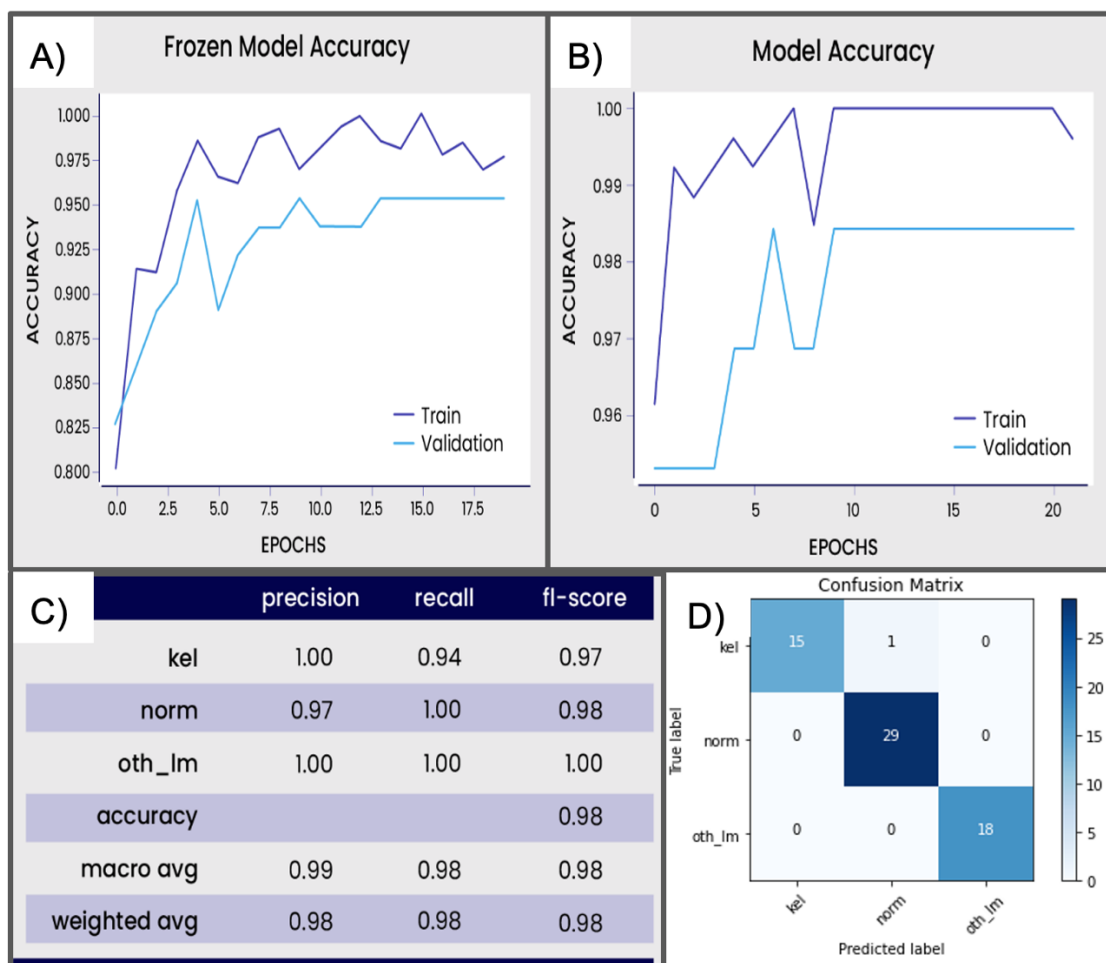 A)
Frozen Model Accuracy
ACCURACY
1.000
0.975
0.950
0.925
0.900
0.875
0.850
0.825
0.800
Train
Validation
0.0 2.5 5.0 7.5 10.0 12.5 15.0 17.5
EPOCHS
B)
Model Accuracy
ACCURACY
1.00
0.99
0.98
0.97
0.96
Train
Validation
0 5 10 15 20
EPOCHS
C)
precision recall fl-score
kel 1.00 0.94 0.97
norm 0.97 1.00 0.98
oth_lm 1.00 1.00 1.00
accuracy 0.98
macro avg 0.99 0.98 0.98
weighted avg 0.98 0.98 0.98
D)
Confusion Matrix
True label
kel 15 1 0
norm 0 29 0
oth_lm 0 0 18
kel norm oth_lm
Predicted label
25
20
15
10
5
0